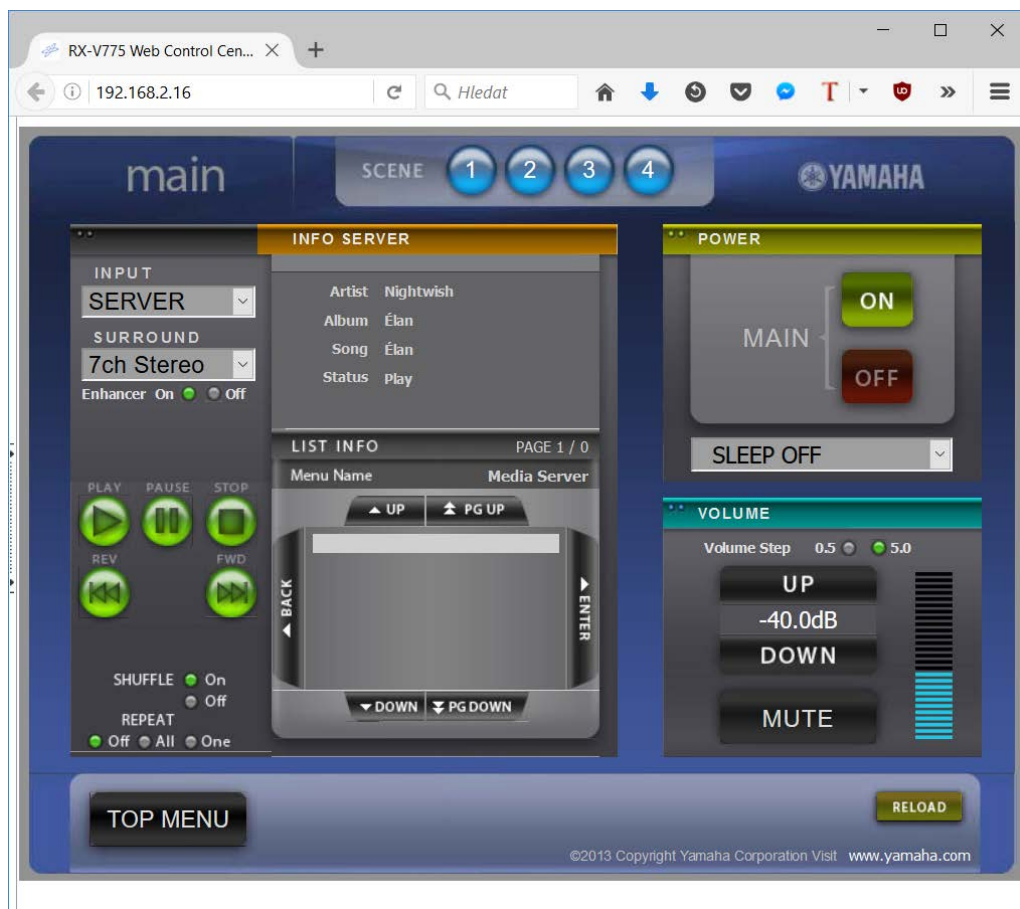 RX-V775 Web Control Cen...
192.168.2.16
Hledat
main
SCENE 1 2 3 4
YAMAHA
INPUT
SERVER
SURROUND
7ch Stereo
Enhancer On Off
PLAY PAUSE STOP
REV FWD
SHUFFLE On
Off
REPEAT
Off All One
INFO SERVER
Artist Nightwish
Album Élan
Song Élan
Status Play
LIST INFO PAGE 1 / 0
Menu Name Media Server
UP PG UP
BACK
ENTER
DOWN PG DOWN
POWER
MAIN
ON
OFF
SLEEP OFF
VOLUME
Volume Step 0.5 5.0
UP
-40.0dB
DOWN
MUTE
TOP MENU
RELOAD
©2013 Copyright Yamaha Corporation Visit www.yamaha.com